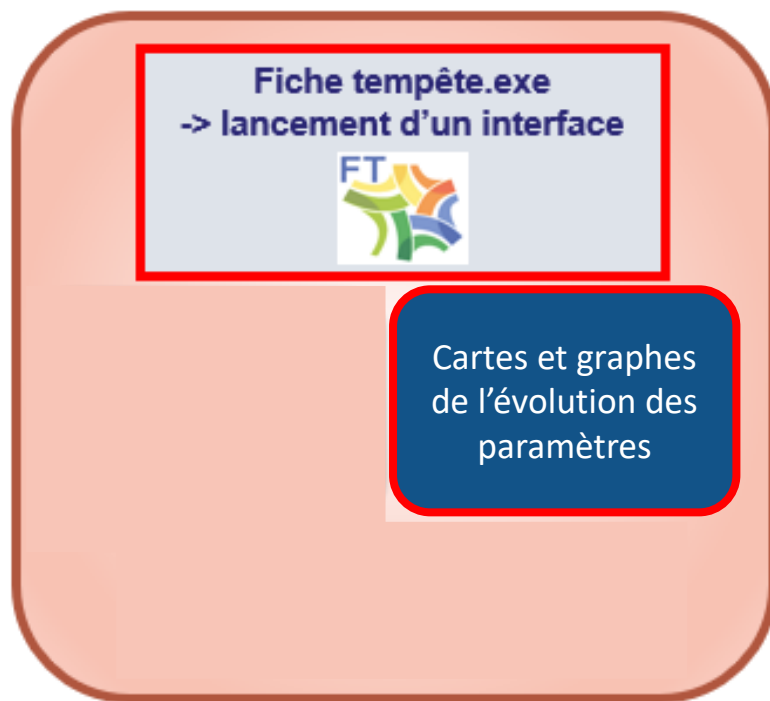 Fiche tempête.exe
-> lancement d'un interface
FT
Cartes et graphes
de l'évolution des
paramètres